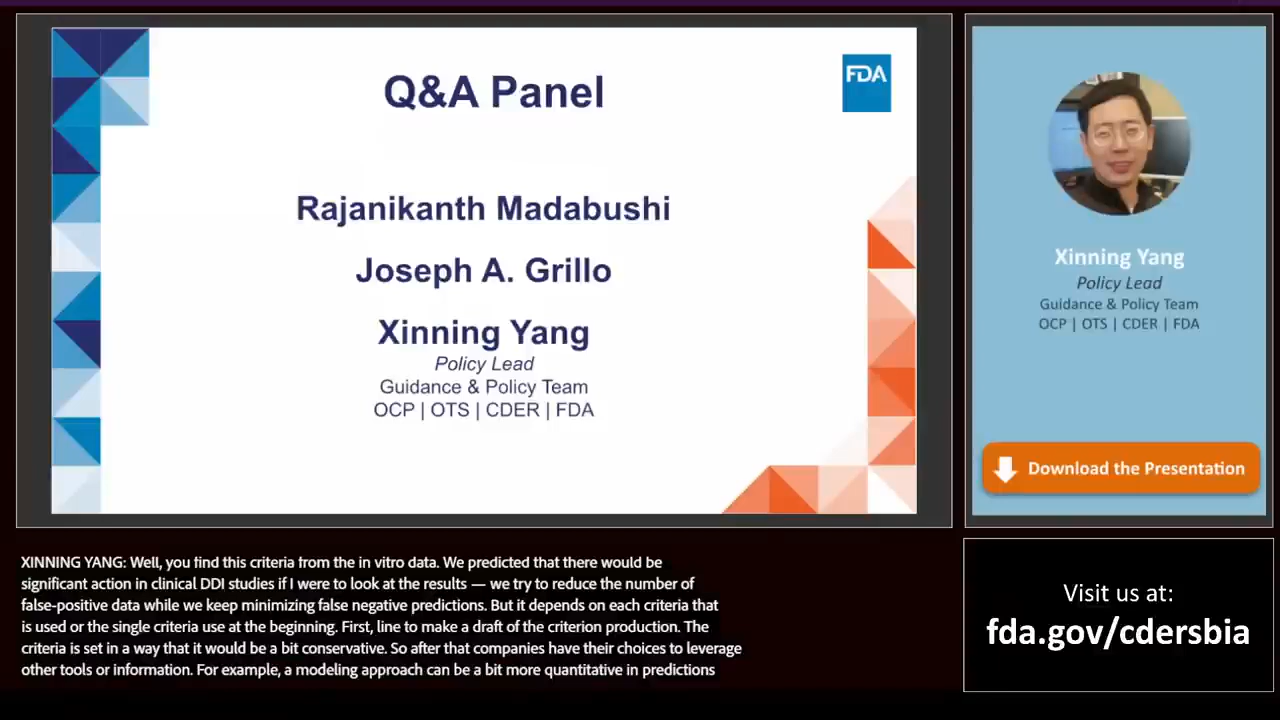 Q&A Panel
FDA
Rajanikanth Madabushi
Joseph A. Grillo
Xinning Yang
Policy Lead
Guidance & Policy Team
OCP | OTS | CDER | FDA
Xinning Yang
Policy Lead
Guidance & Policy Team
OCP | OTS | CDER | FDA
Download the Presentation
XINNING YANG: Well, you find this criteria from the in vitro data. We predicted that there would be
significant action in clinical DDI studies if I were to look at the results — we try to reduce the number of
false-positive data while we keep minimizing false negative predictions. But it depends on each criteria that
is used or the single criteria use at the beginning. First, line to make a draft of the criterion production. The
criteria is set in a way that it would be a bit conservative. So after that companies have their choices to leverage
other tools or information. For example, a modeling approach can be a bit more quantitative in predictions
Visit us at:
fda.gov/cdersbia